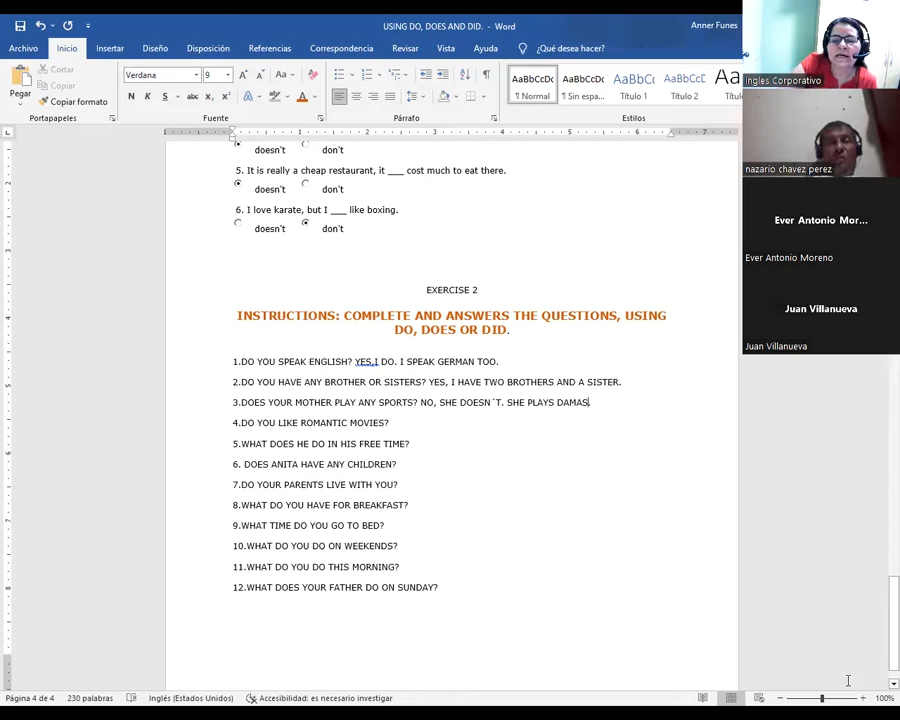 USING DO, DOES AND DID. - Word
Anner Funes
Archivo Inicio Insertar Diseño Disposición Referencias Correspondencia Revisar Vista Ayuda ¿Qué desea hacer?
Pegar
Cortar
Copiar
Copiar formato
Verdana 9
N K S abc x₂ x²
AaBbCcDc AaBbCcDc AaBbC AaBbCcD
¶ Normal ¶ Sin espa... Título 1 Título 2
Portapapeles Fuente Párrafo Estilos
doesn't don't
5. It is really a cheap restaurant, it ___ cost much to eat there.
doesn't don't
6. I love karate, but I ___ like boxing.
doesn't don't
EXERCISE 2
INSTRUCTIONS: COMPLETE AND ANSWERS THE QUESTIONS, USING
DO, DOES OR DID.
1.DO YOU SPEAK ENGLISH? YES,I DO. I SPEAK GERMAN TOO.
2.DO YOU HAVE ANY BROTHER OR SISTERS? YES, I HAVE TWO BROTHERS AND A SISTER.
3.DOES YOUR MOTHER PLAY ANY SPORTS? NO, SHE DOESN´T. SHE PLAYS DAMAS.
4.DO YOU LIKE ROMANTIC MOVIES?
5.WHAT DOES HE DO IN HIS FREE TIME?
6. DOES ANITA HAVE ANY CHILDREN?
7.DO YOUR PARENTS LIVE WITH YOU?
8.WHAT DO YOU HAVE FOR BREAKFAST?
9.WHAT TIME DO YOU GO TO BED?
10.WHAT DO YOU DO ON WEEKENDS?
11.WHAT DO YOU DO THIS MORNING?
12.WHAT DOES YOUR FATHER DO ON SUNDAY?
Página 4 de 4 230 palabras Inglés (Estados Unidos) Accesibilidad: es necesario investigar 100%
Ingles Corporativo
nazario chavez perez
Ever Antonio Mor...
Ever Antonio Moreno
Juan Villanueva
Juan Villanueva